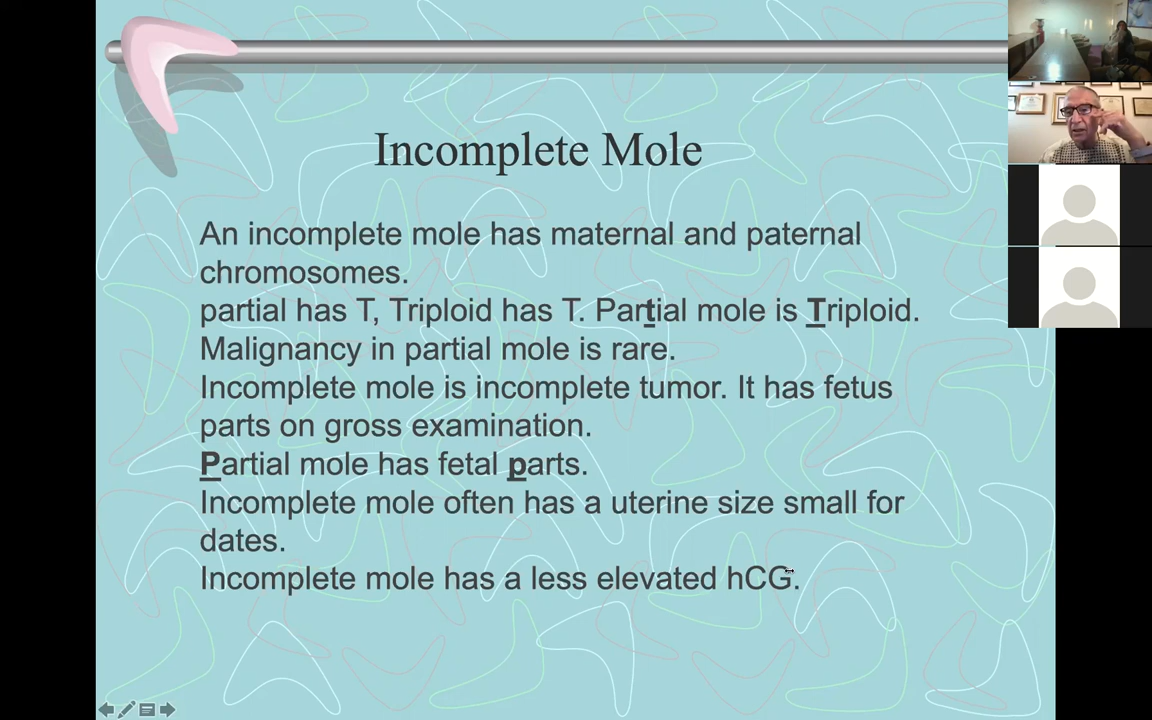 Incomplete Mole
An incomplete mole has maternal and paternal
chromosomes.
partial has T, Triploid has T. Partial mole is Triploid.
Malignancy in partial mole is rare.
Incomplete mole is incomplete tumor. It has fetus
parts on gross examination.
Partial mole has fetal parts.
Incomplete mole often has a uterine size small for
dates.
Incomplete mole has a less elevated hCG.